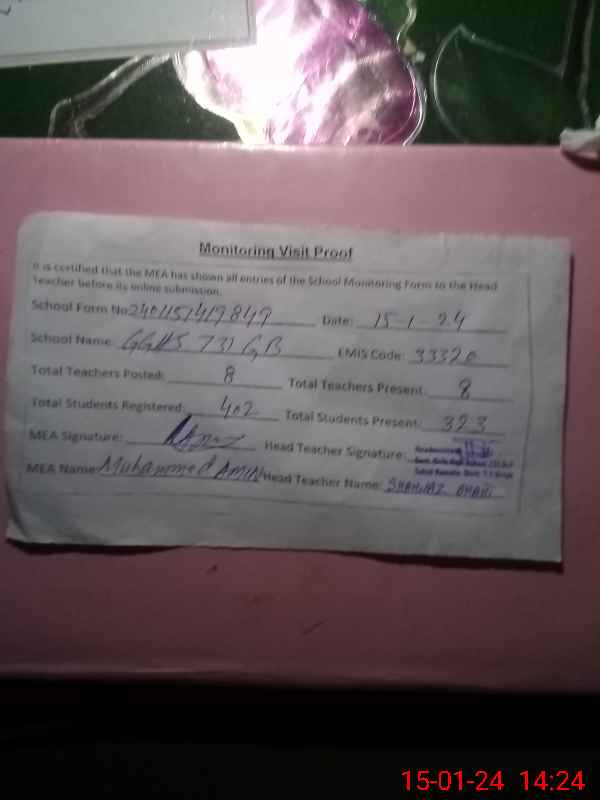 Monitoring Visit Proof
It is certified that the MEA has shown all entries of the School Monitoring Form to the Head
Teacher before its online submission.
School Form No 2401151419849 Date: 15-1-24
School Name: GGHS 731 GB EMIS Code: 33320
Total Teachers Posted: 8 Total Teachers Present: 8
Total Students Registered: 402 Total Students Present: 323
MEA Signature: Head Teacher Signature:
MEA Name: Muhammed AMIN Head Teacher Name: SHAHNAZ
15-01-24 14:24